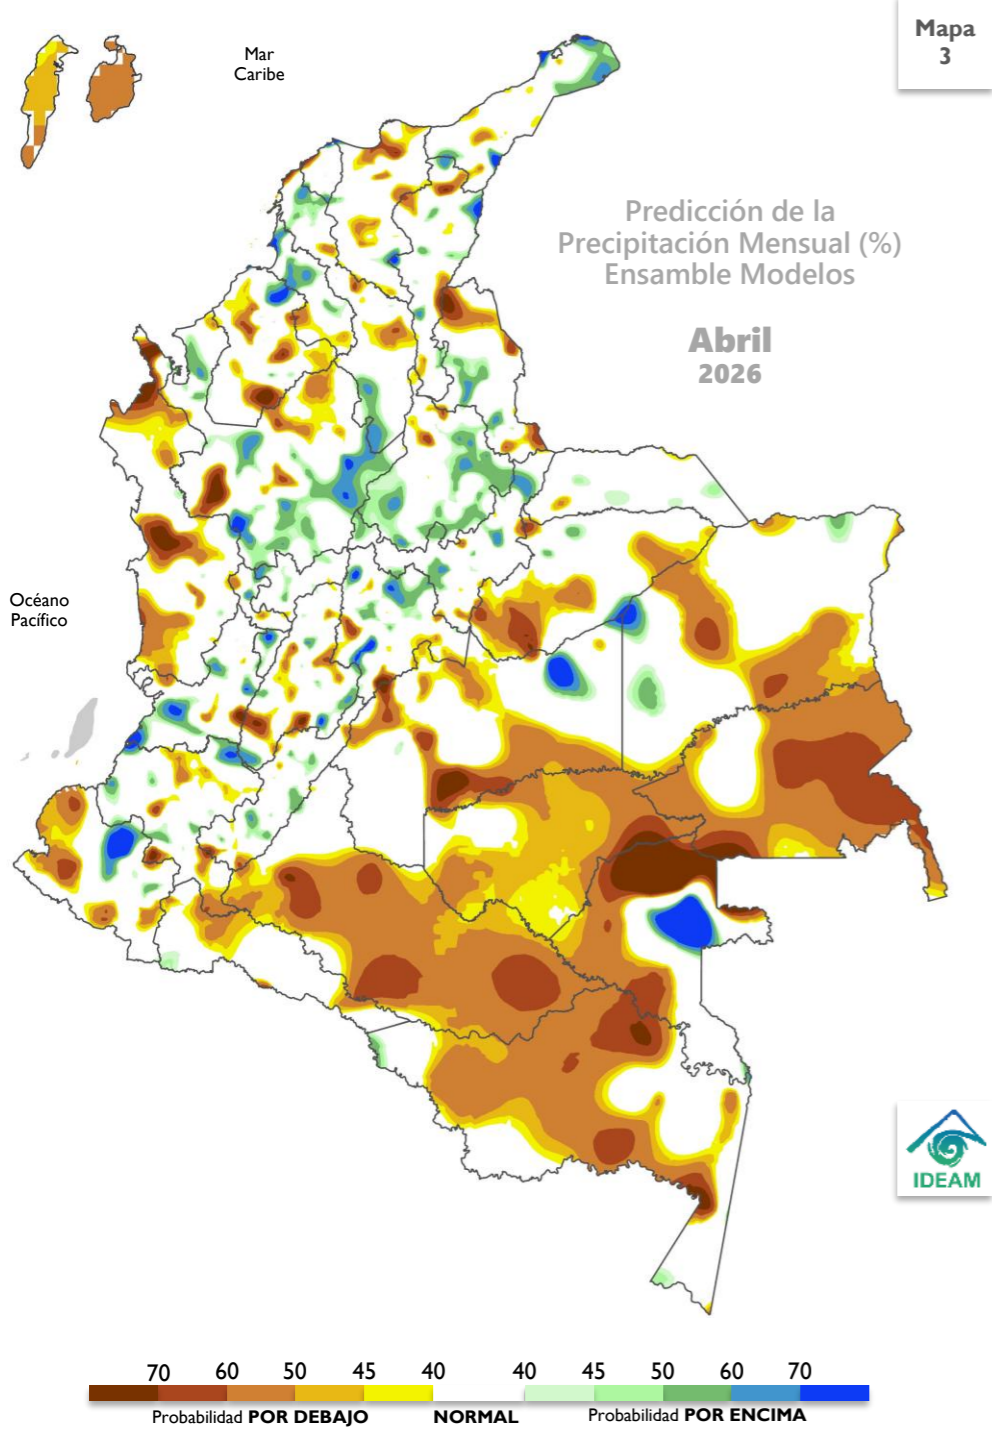 Mapa
3
Mar
Caribe
Predicción de la
Precipitación Mensual (%)
Ensamble Modelos
Abril
2026
Océano
Pacífico
IDEAM
70 60 50 45 40 40 45 50 60 70
Probabilidad POR DEBAJO NORMAL Probabilidad POR ENCIMA